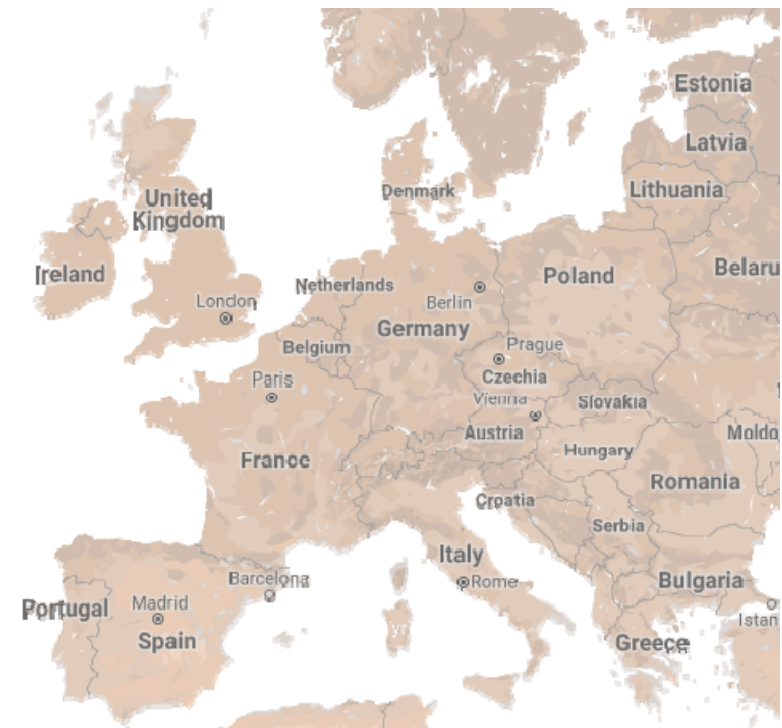 Estonia
Latvia
Lithuania
Denmark
United
Kingdom
Ireland
Netherlands
Poland
Belaru
London
Berlin
Germany
Belgium
Prague
Czechia
Paris
Vienna
Slovakia
Austria
Moldo
Hungary
France
Romania
Croatia
Serbia
Italy
Rome
Bulgaria
Barcelona
Portugal
Madrid
Spain
Istan
Greece